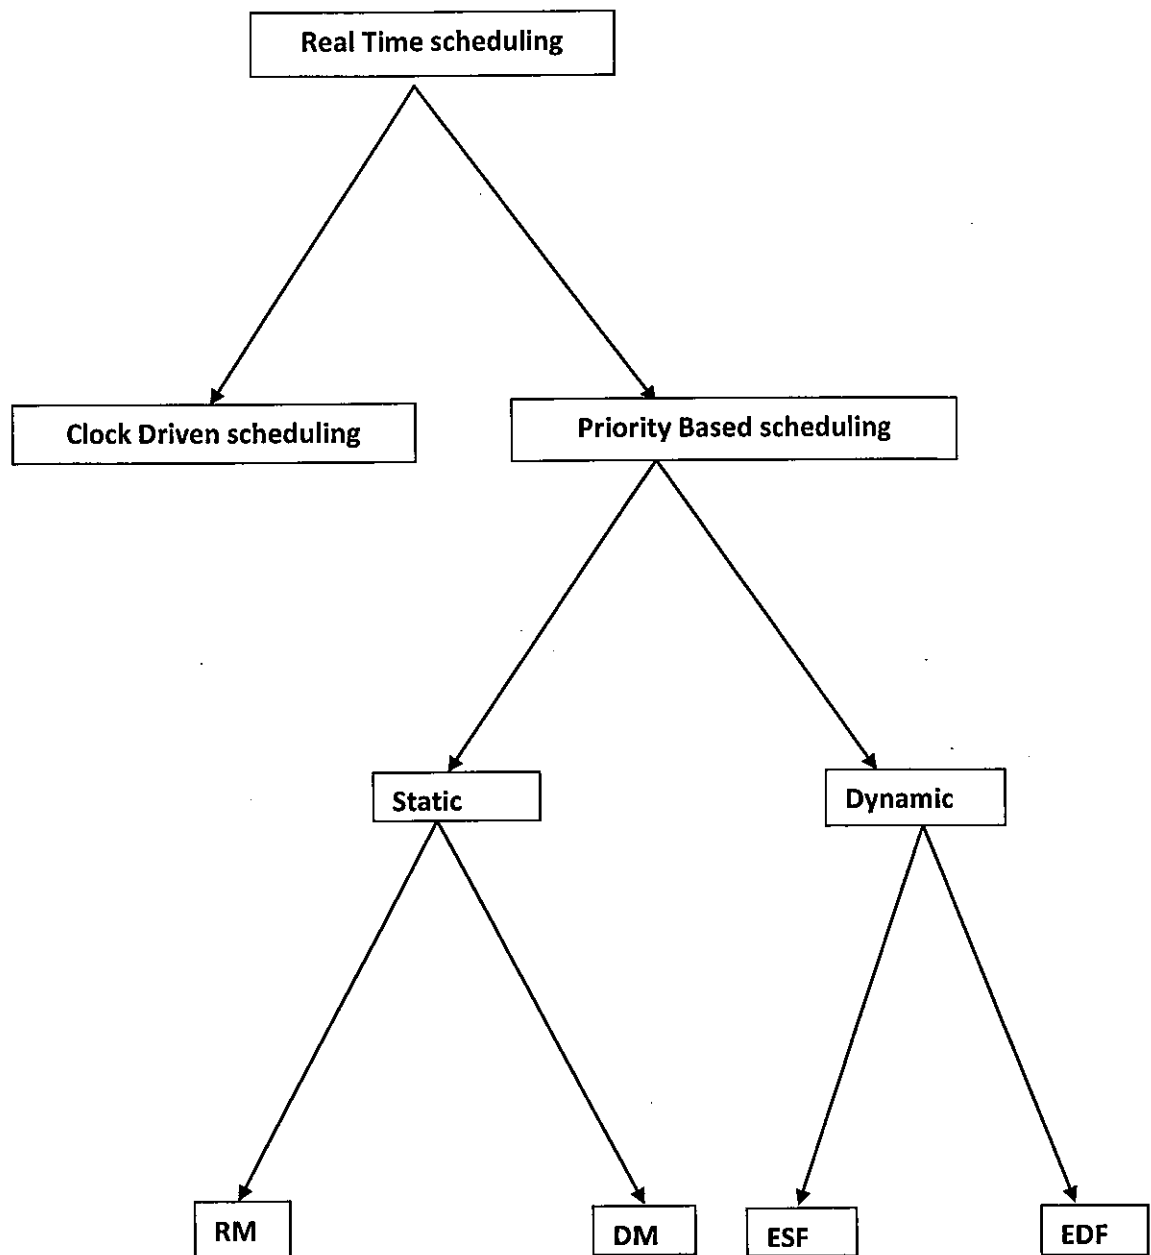 Real Time scheduling
Clock Driven scheduling
Priority Based scheduling
Static
Dynamic
RM
DM
ESF
EDF